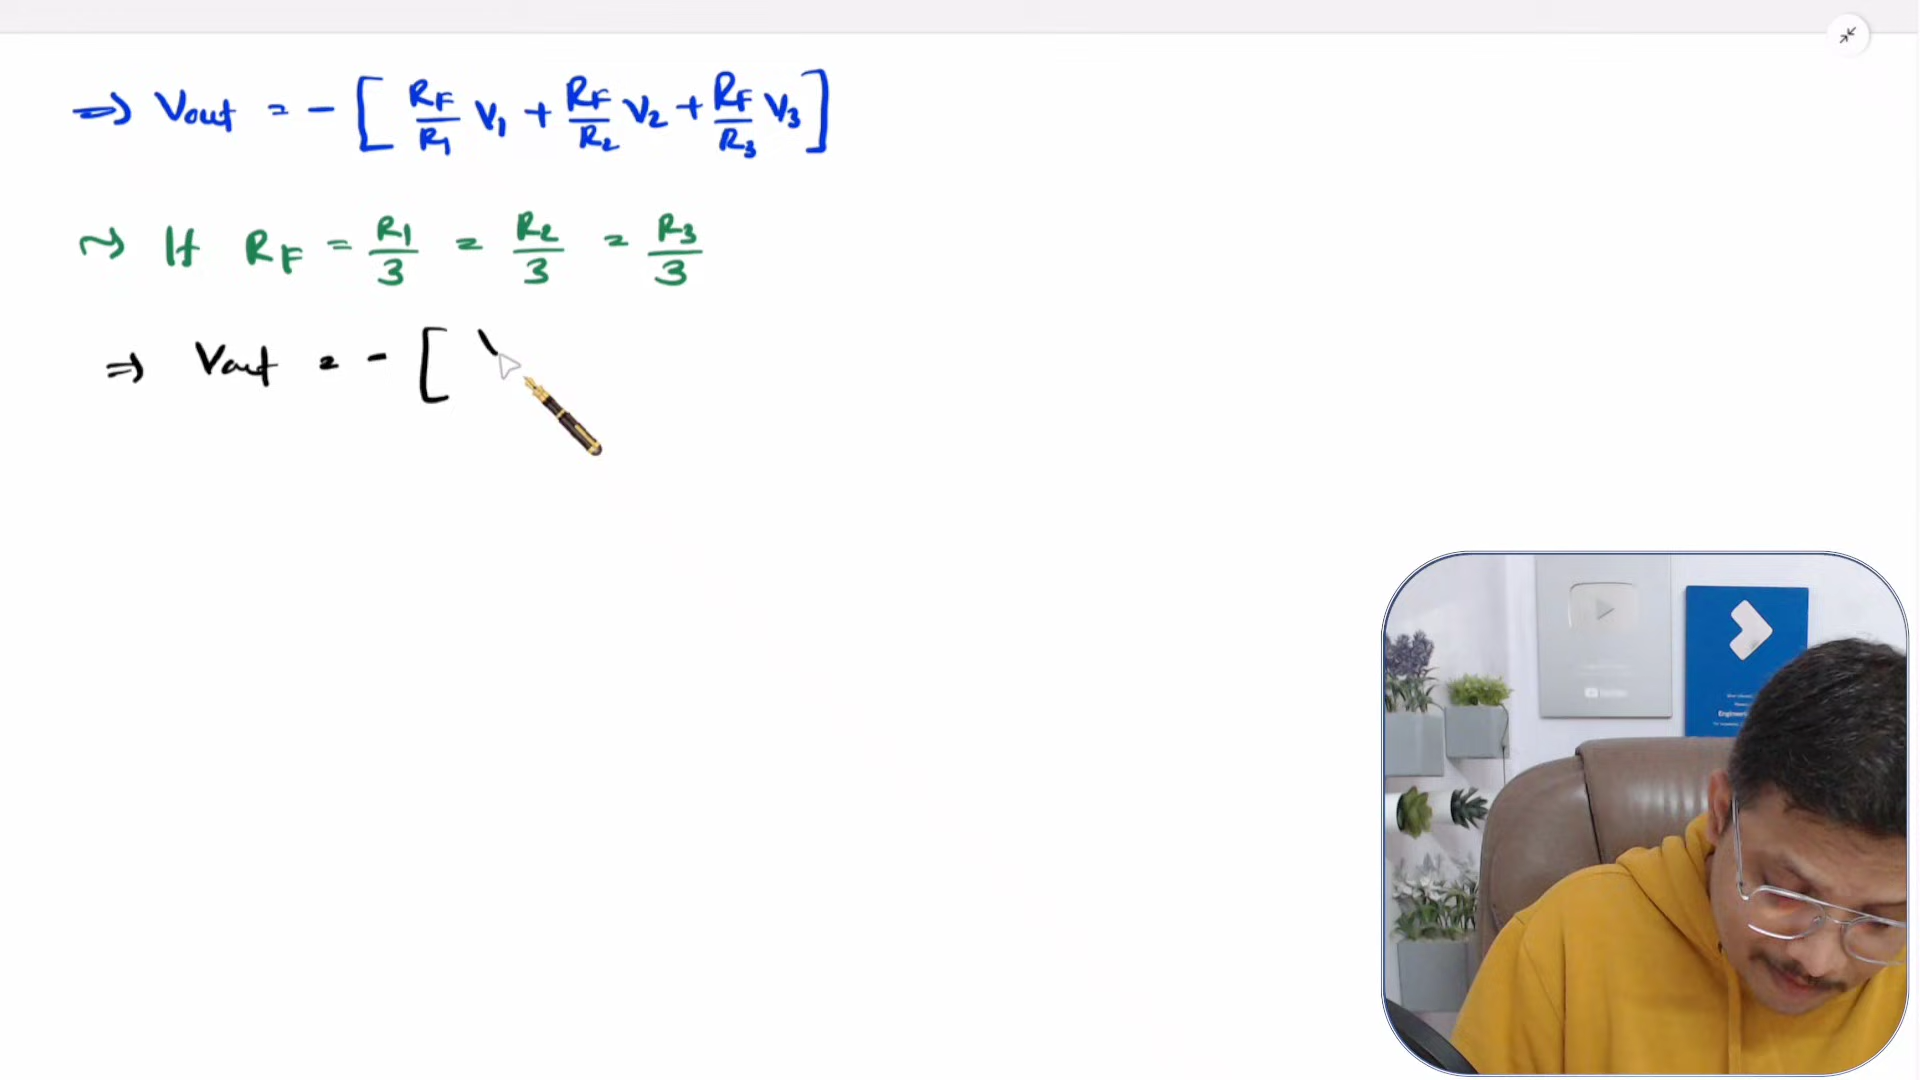 ⇒ Vout = - [ RF/R1 V1 + RF/R2 V2 + RF/R3 V3 ]
~> If RF = R1/3 = R2/3 = R3/3
⇒ Vout = - [